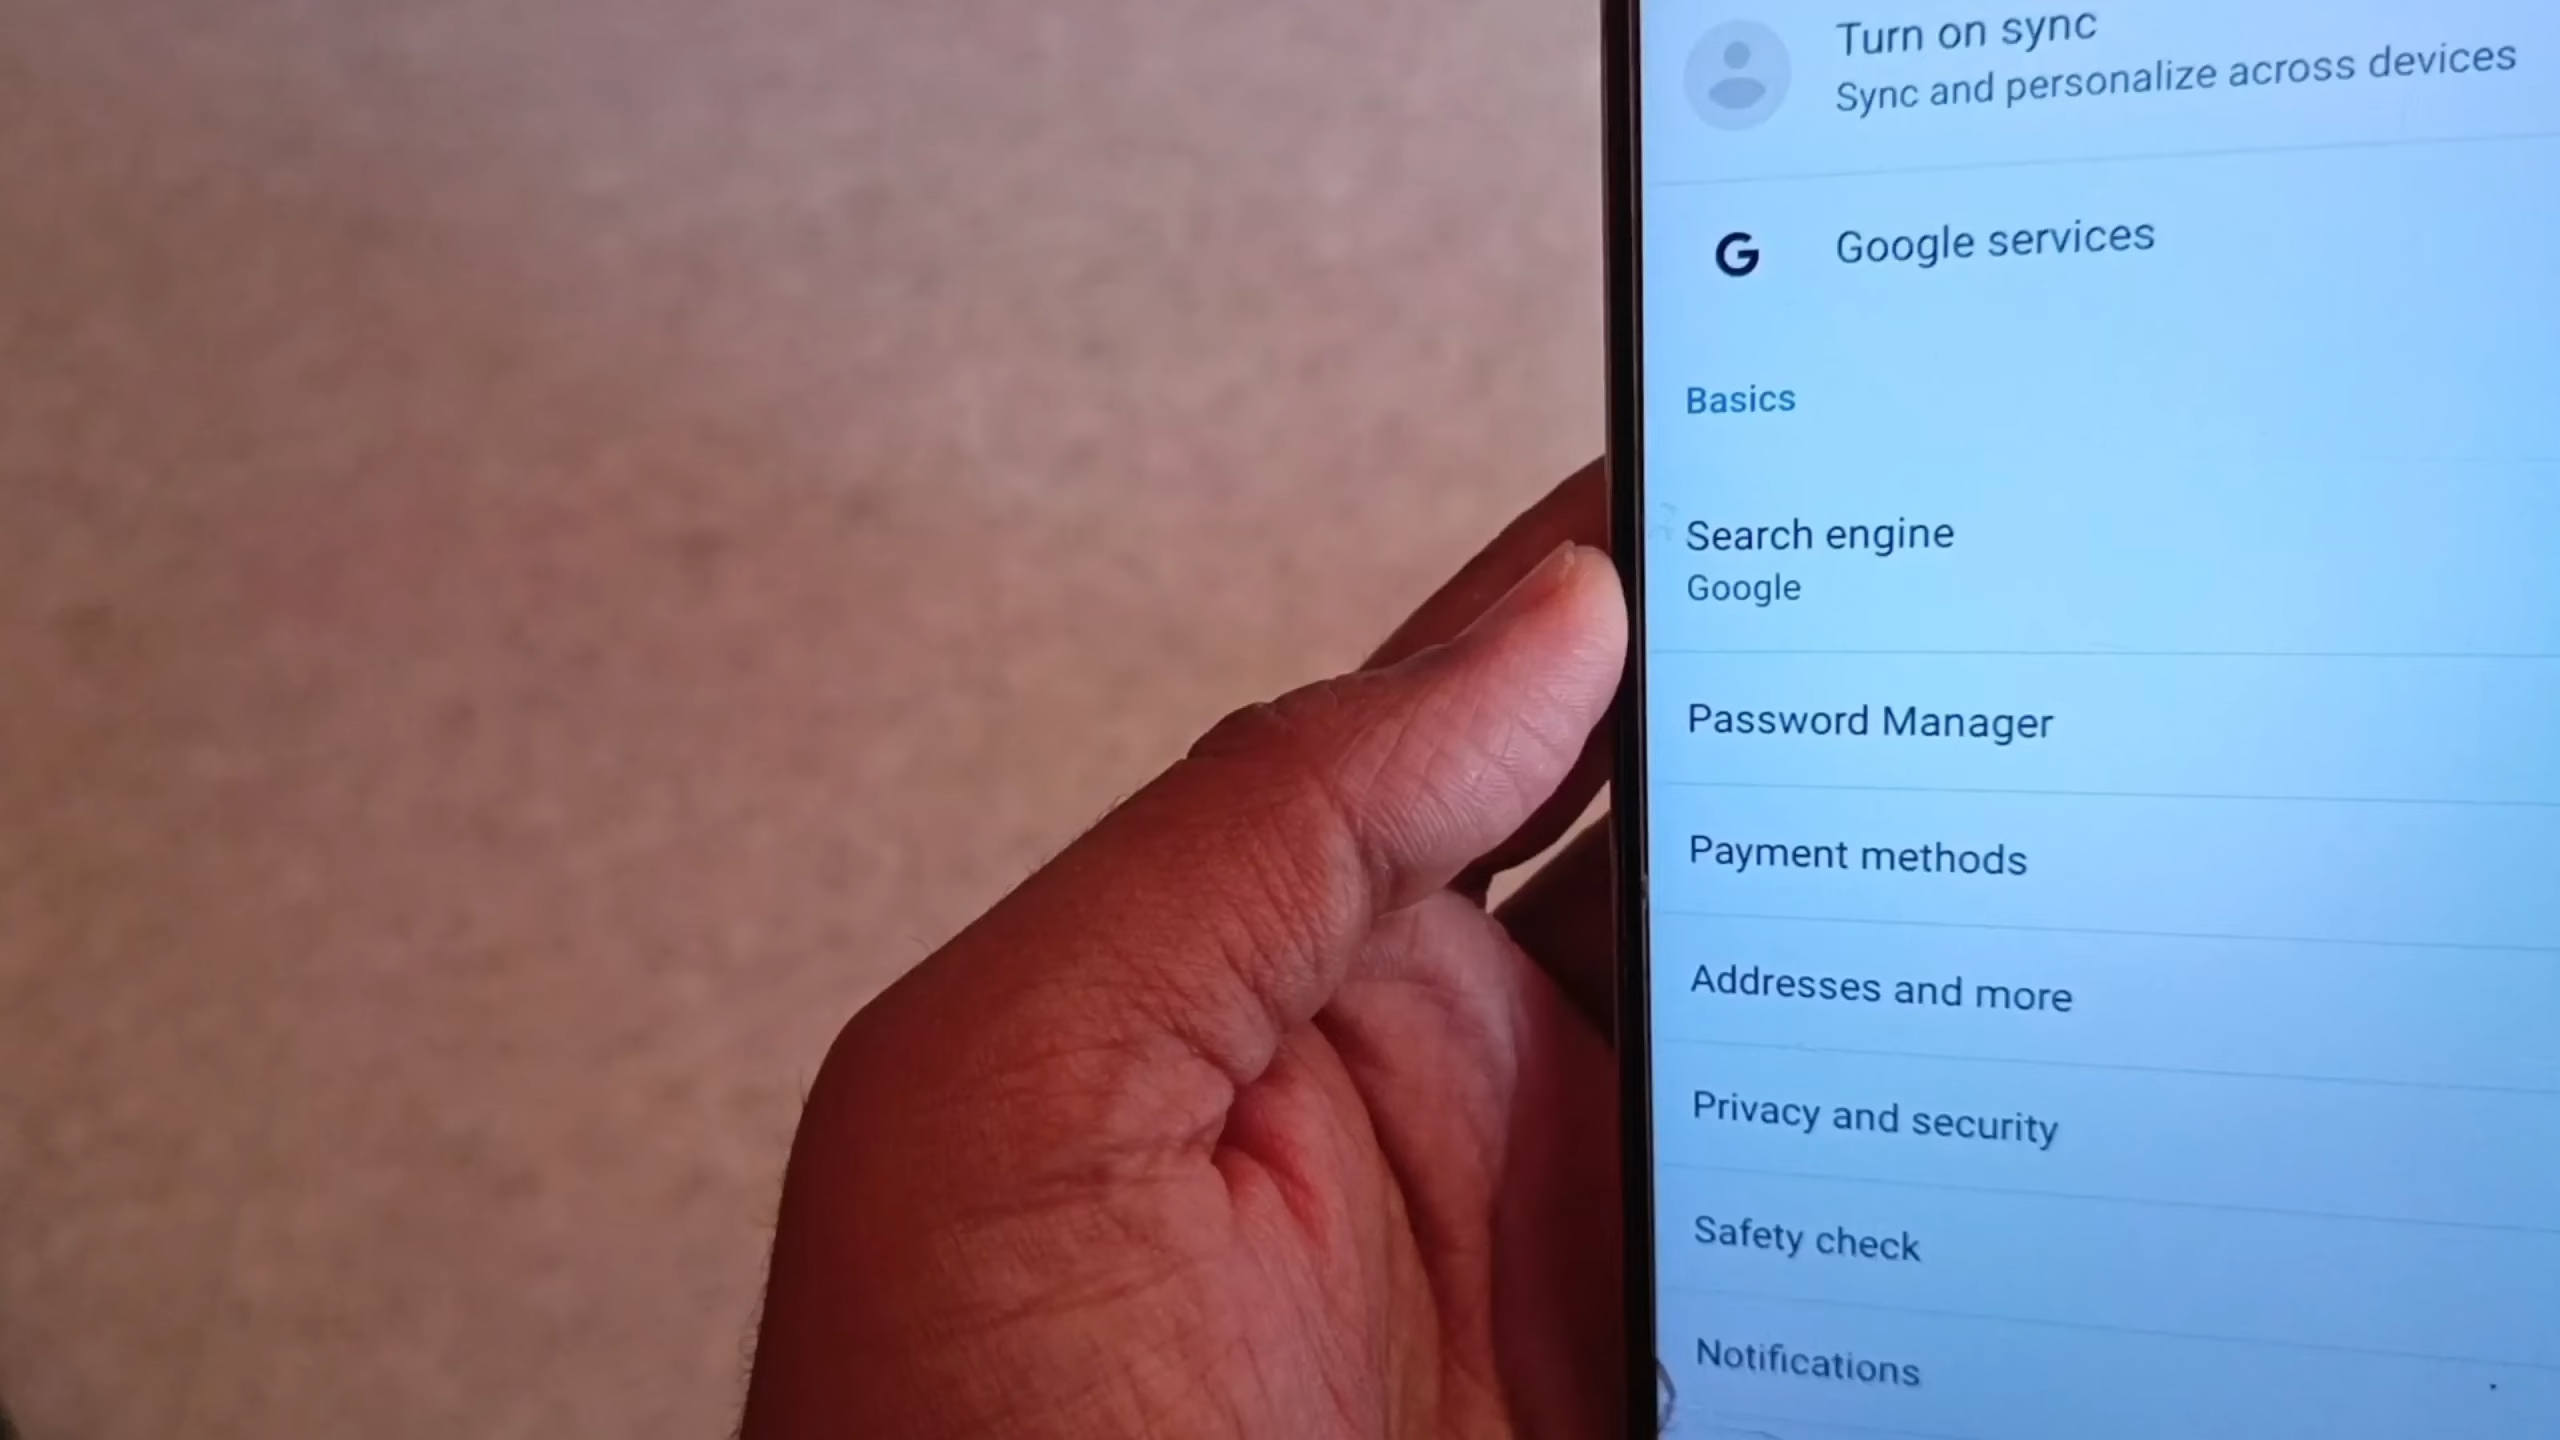 Turn on sync
Sync and personalize across devices
G
Google services
Basics
Search engine
Google
Password Manager
Payment methods
Addresses and more
Privacy and security
Safety check
Notifications